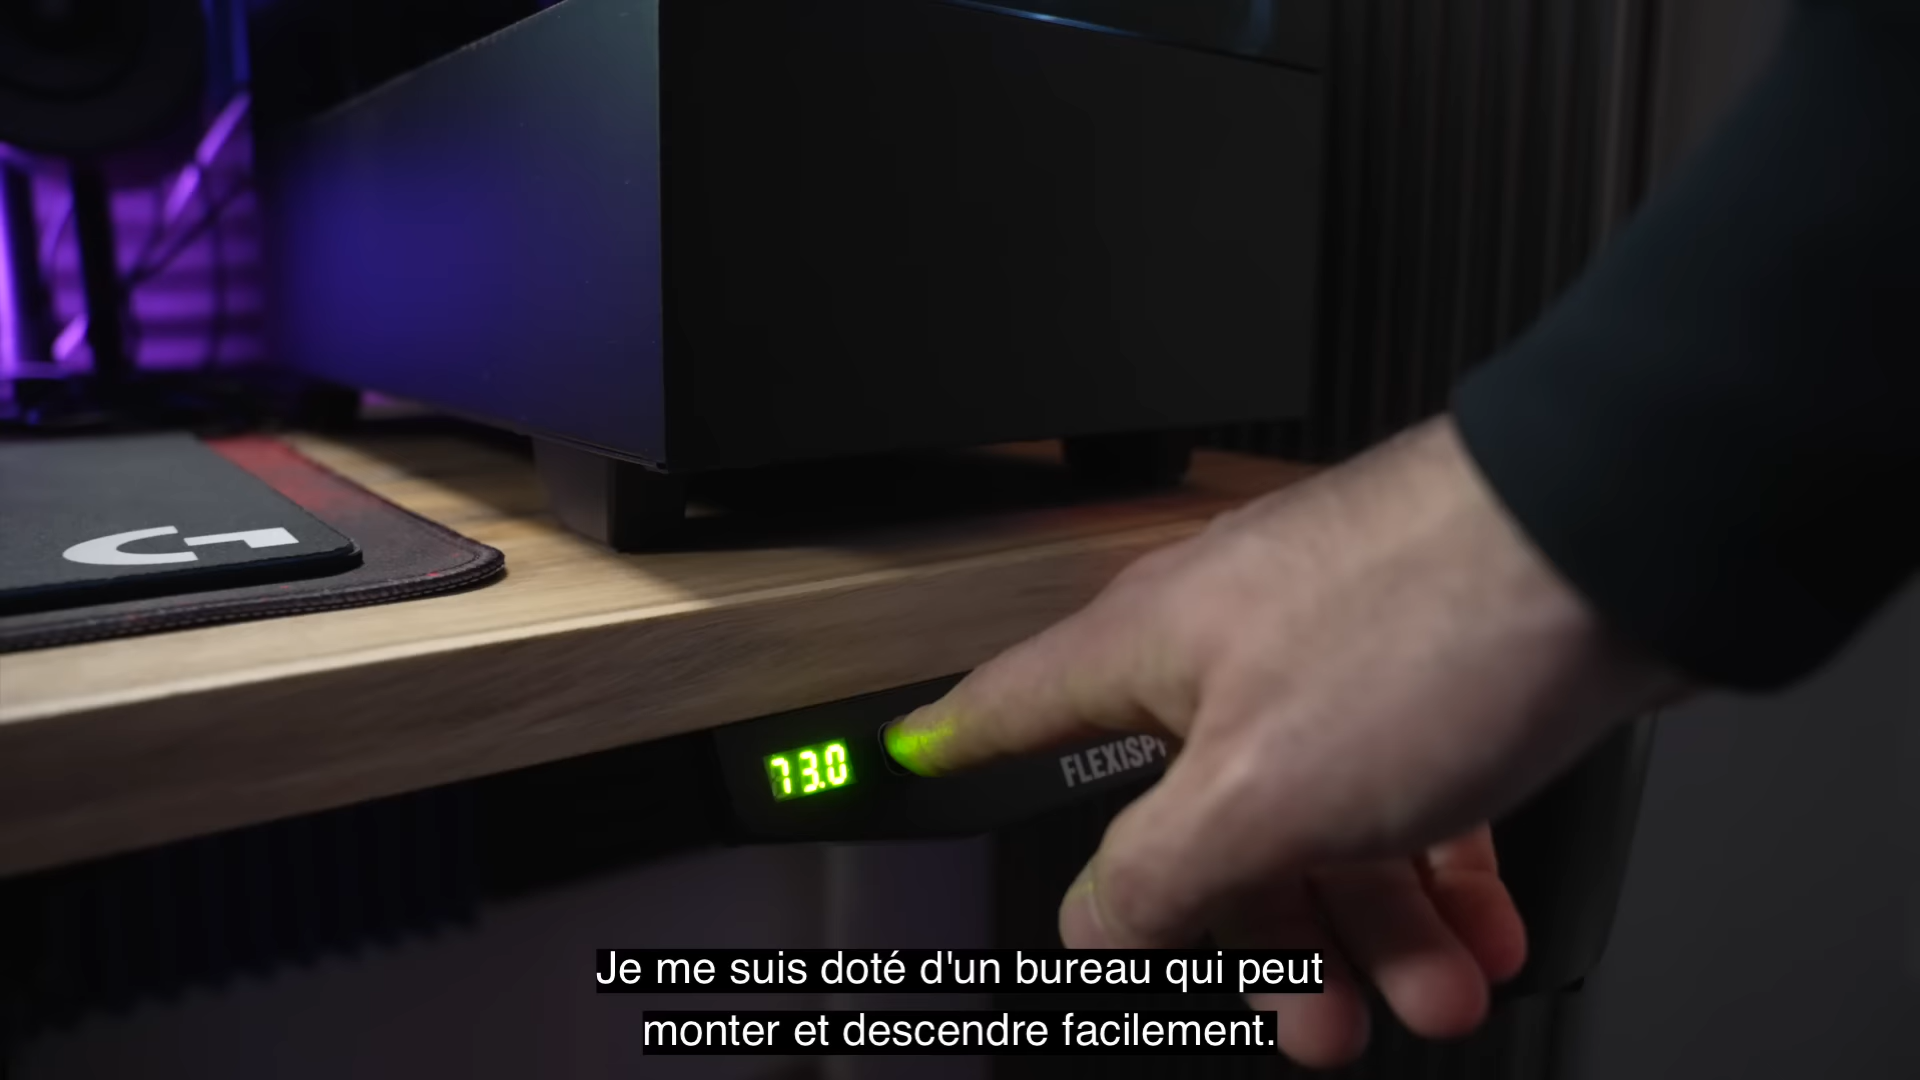 73.0
Je me suis doté d'un bureau qui peut
monter et descendre facilement.